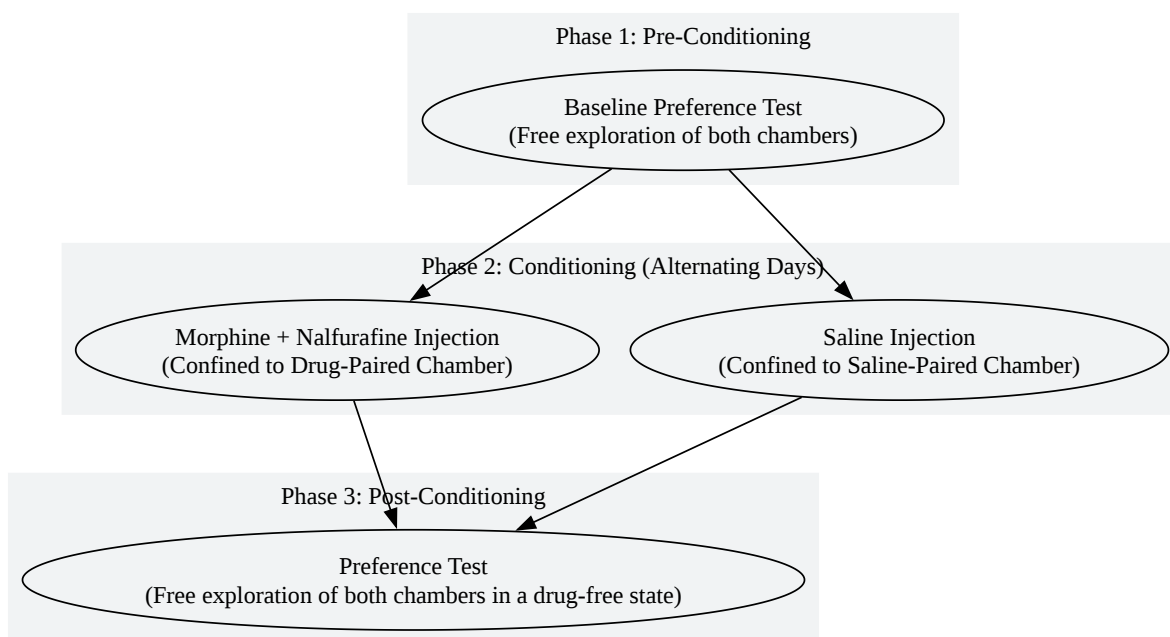 Phase 1: Pre-Conditioning
Baseline Preference Test
(Free exploration of both chambers)
Phase 2: Conditioning (Alternating Days)
Morphine + Nalfurafine Injection
(Confined to Drug-Paired Chamber)
Saline Injection
(Confined to Saline-Paired Chamber)
Phase 3: Post-Conditioning
Preference Test
(Free exploration of both chambers in a drug-free state)